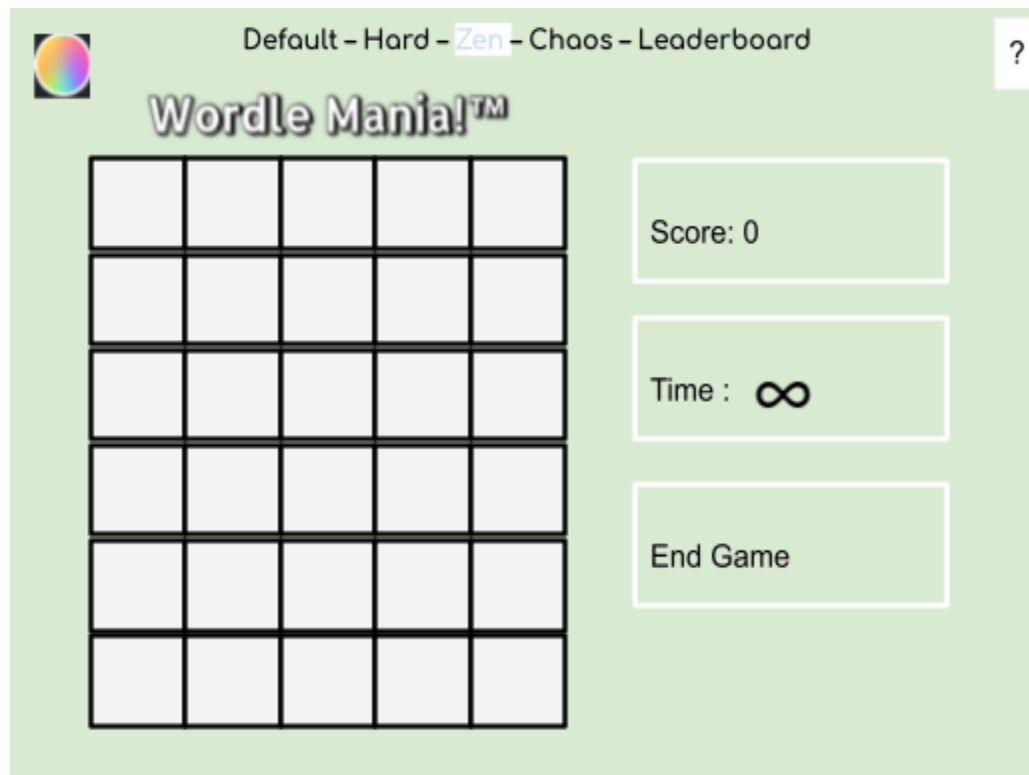 Default – Hard – Zen – Chaos – Leaderboard
?
Wordle Mania!™
Score: 0
Time : ∞
End Game